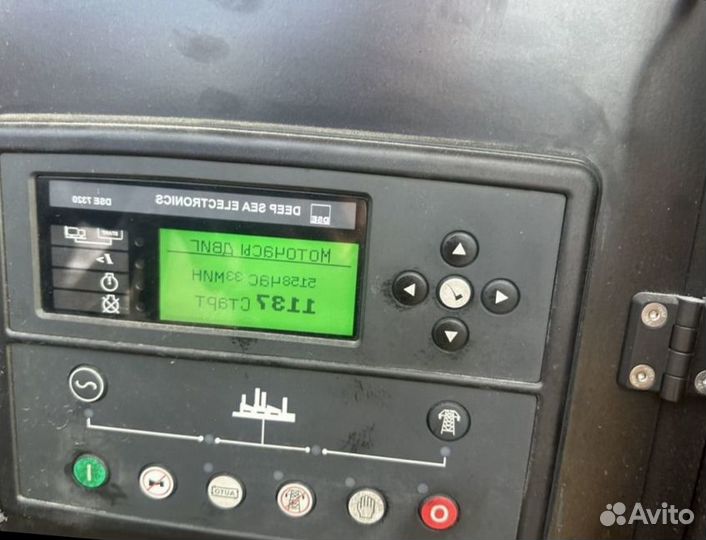 DSE DEEP SEA ELECTRONICS DSE 7320
Моточасы двиг
5158час 33мин
1137 Старт
AUTO
Avito